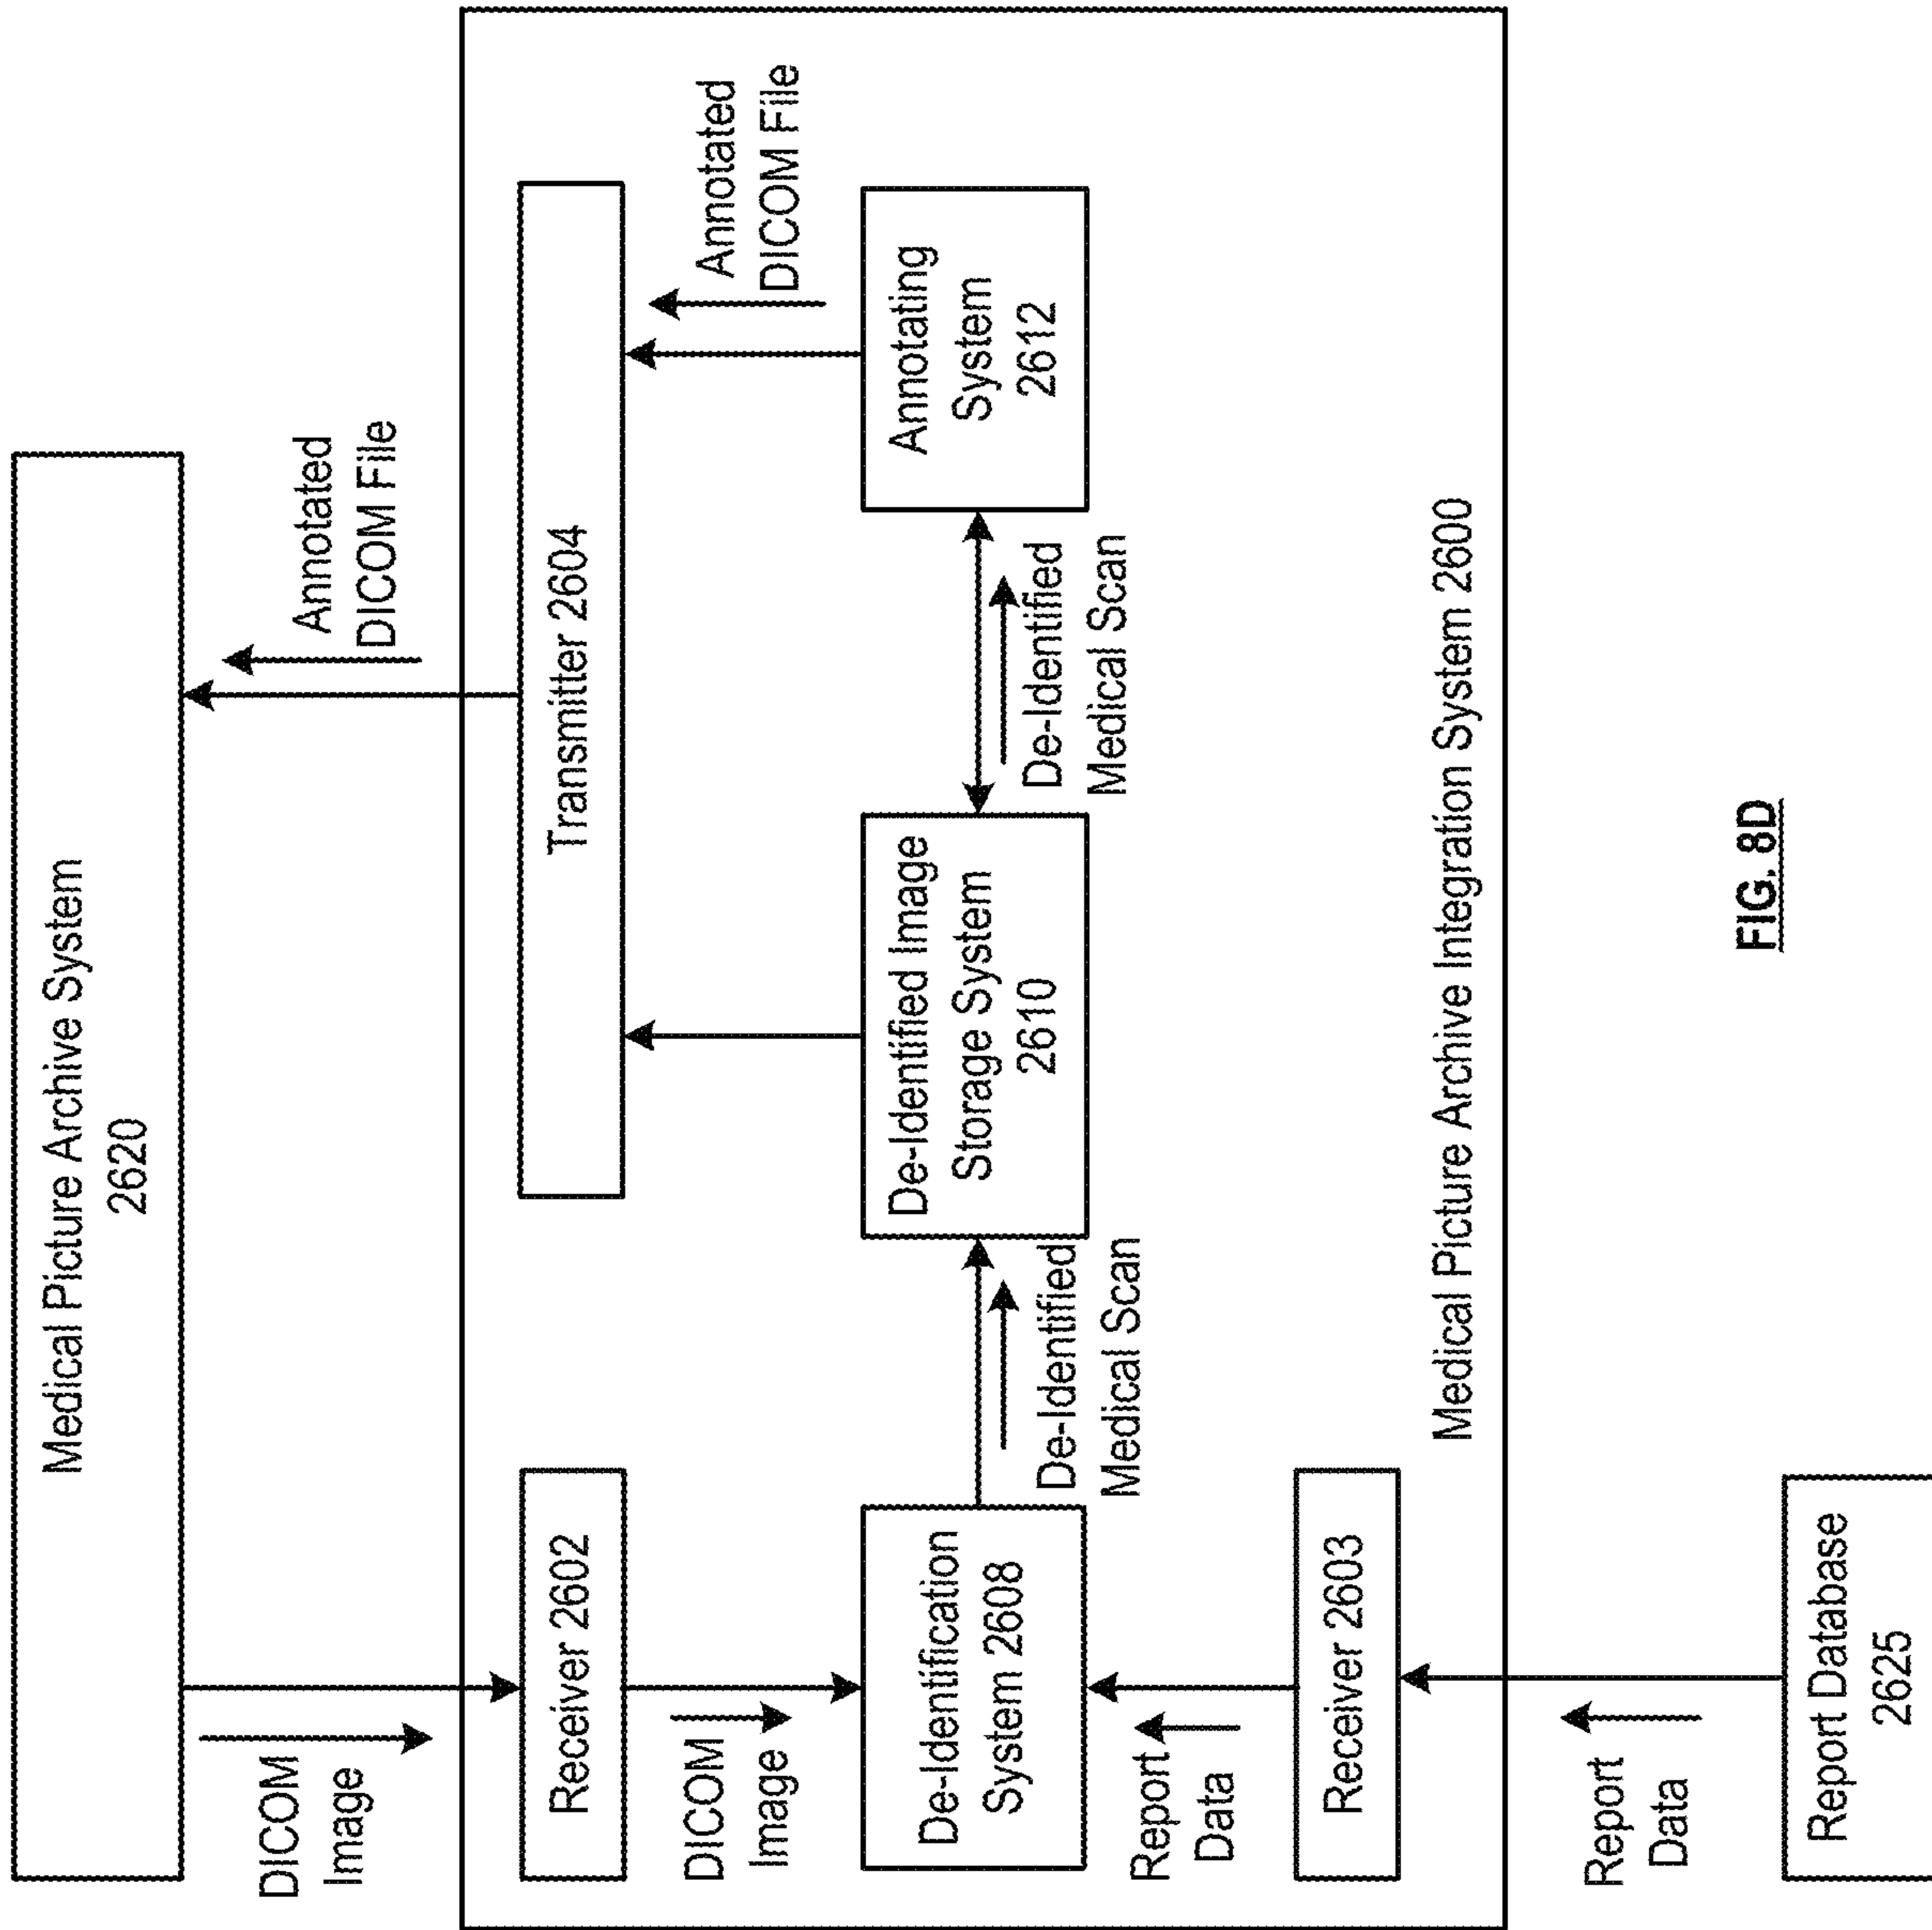 Medical Picture Archive System
2620
DICOM
Image
Annotated
DICOM File
Receiver 2602
Transmitter 2604
DICOM
Image
Annotated
DICOM File
De-Identification
System 2608
De-Identified
Medical Scan
De-Identified Image
Storage System
2610
De-Identified
Medical Scan
Annotating
System
2612
Report
Data
Receiver 2603
Medical Picture Archive Integration System 2600
Report
Data
Report Database
2625
FIG. 8D